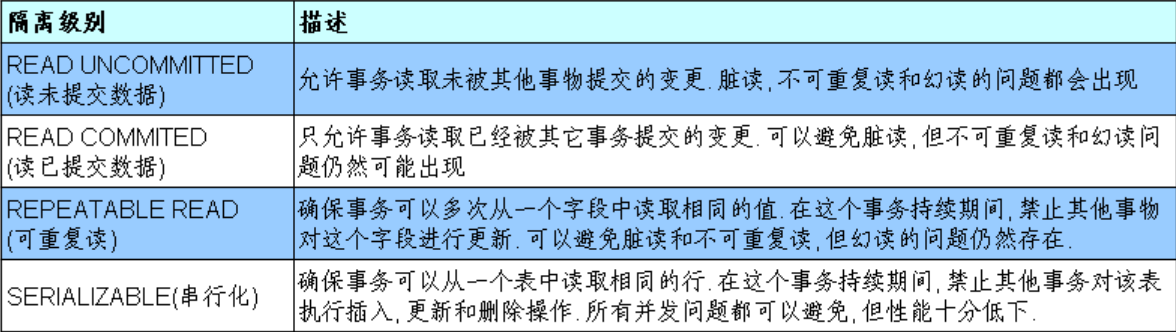 隔离级别 描述
READ UNCOMMITTED
(读未提交数据)
允许事务读取未被其他事物提交的变更.脏读,不可重复读和幻读的问题都会出现
READ COMMITED
(读已提交数据)
只允许事务读取已经被其它事务提交的变更.可以避免脏读,但不可重复读和幻读问
题仍然可能出现
REPEATABLE READ
(可重复读)
确保事务可以多次从一个字段中读取相同的值.在这个事务持续期间,禁止其他事物
对这个字段进行更新.可以避免脏读和不可重复读,但幻读的问题仍然存在.
SERIALIZABLE(串行化)
确保事务可以从一个表中读取相同的行.在这个事务持续期间,禁止其他事务对该表
执行插入,更新和删除操作.所有并发问题都可以避免,但性能十分低下.